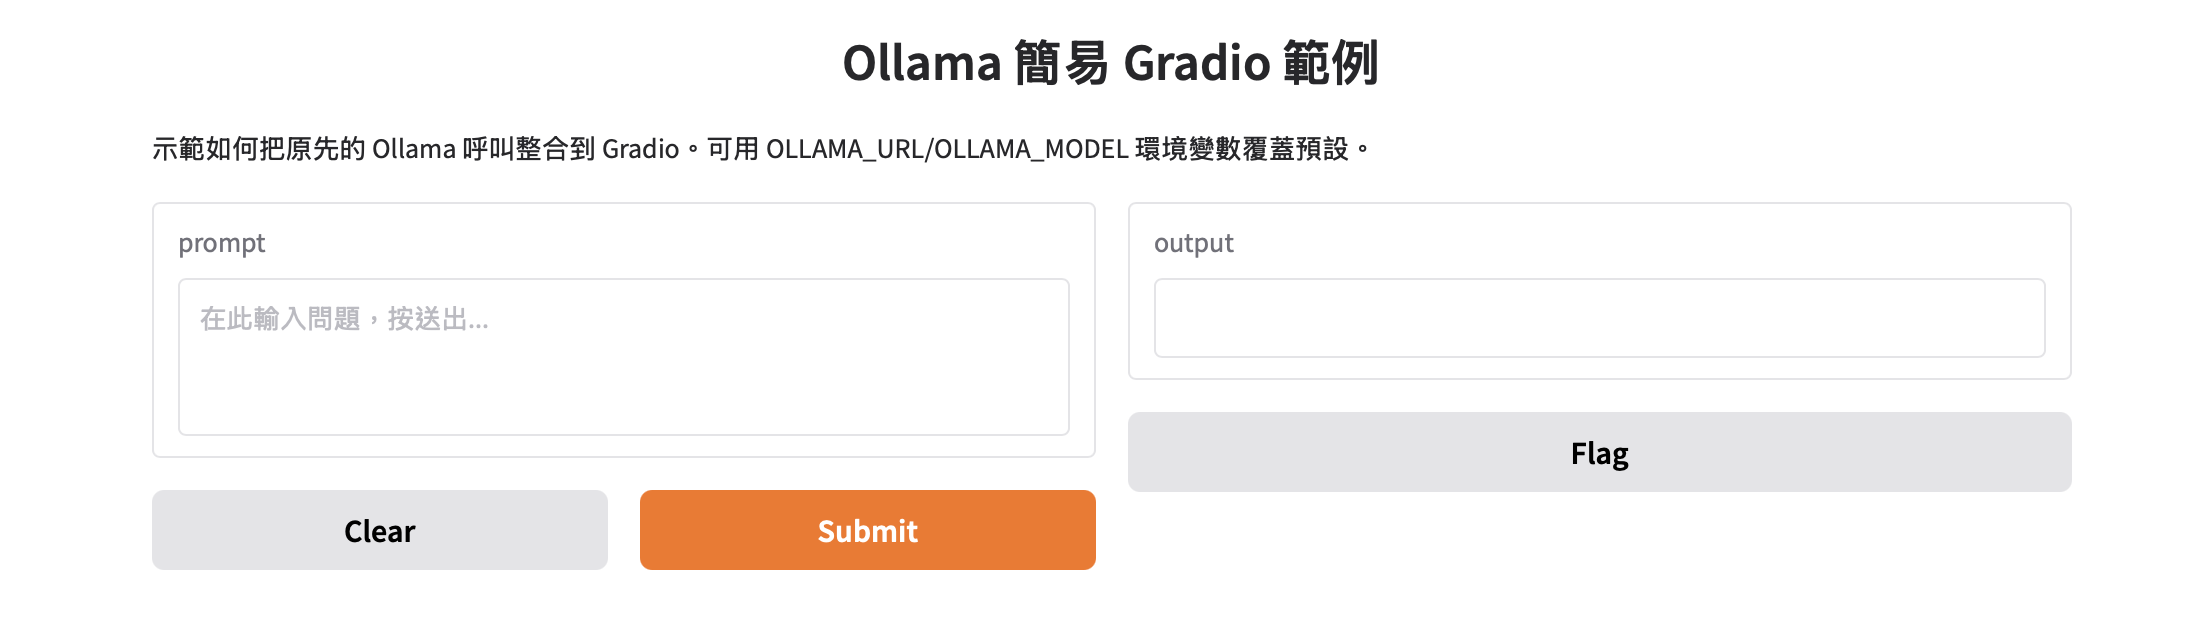 Ollama 簡易 Gradio 範例
示範如何把原先的 Ollama 呼叫整合到 Gradio。可用 OLLAMA_URL/OLLAMA_MODEL 環境變數覆蓋預設。
prompt
在此輸入問題，按送出...
Clear
Submit
output
Flag